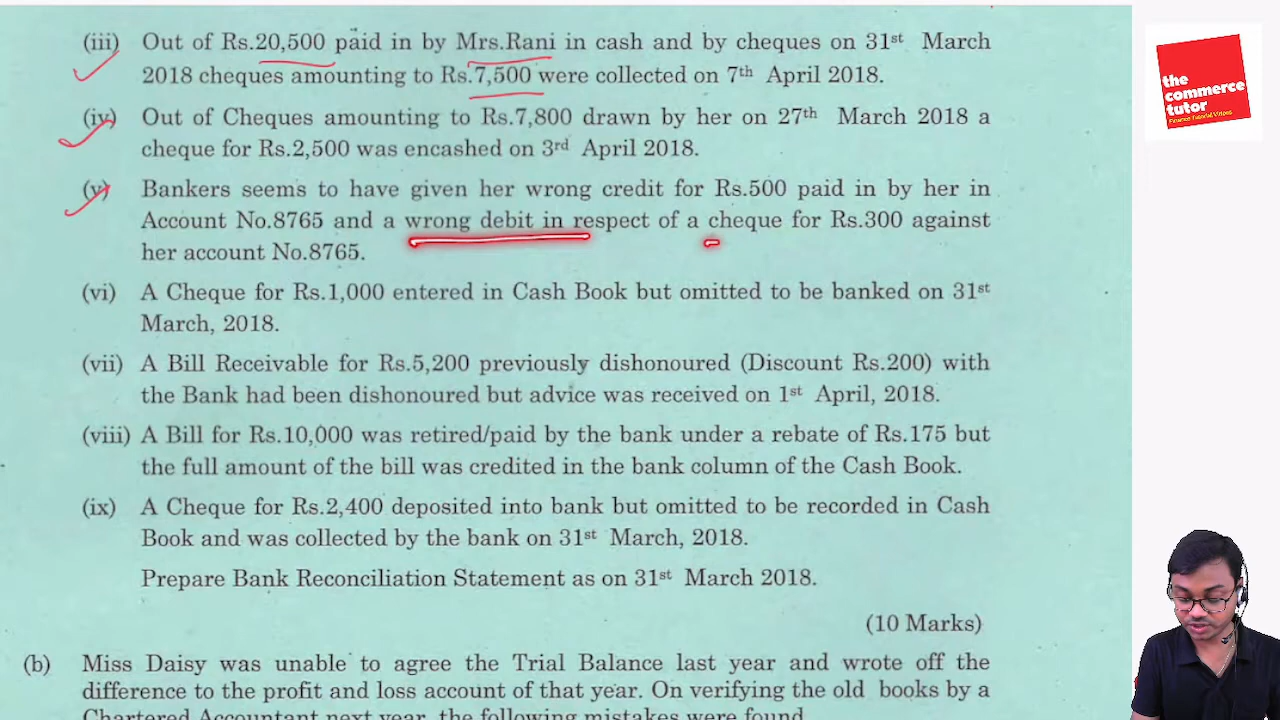 (iii) Out of Rs.20,500 paid in by Mrs.Rani in cash and by cheques on 31st March
2018 cheques amounting to Rs.7,500 were collected on 7th April 2018.
(iv) Out of Cheques amounting to Rs.7,800 drawn by her on 27th March 2018 a
cheque for Rs.2,500 was encashed on 3rd April 2018.
(v) Bankers seems to have given her wrong credit for Rs.500 paid in by her in
Account No.8765 and a wrong debit in respect of a cheque for Rs.300 against
her account No.8765.
(vi) A Cheque for Rs.1,000 entered in Cash Book but omitted to be banked on 31st
March, 2018.
(vii) A Bill Receivable for Rs.5,200 previously dishonoured (Discount Rs.200) with
the Bank had been dishonoured but advice was received on 1st April, 2018.
(viii) A Bill for Rs.10,000 was retired/paid by the bank under a rebate of Rs.175 but
the full amount of the bill was credited in the bank column of the Cash Book.
(ix) A Cheque for Rs.2,400 deposited into bank but omitted to be recorded in Cash
Book and was collected by the bank on 31st March, 2018.
Prepare Bank Reconciliation Statement as on 31st March 2018.
(10 Marks)
(b) Miss Daisy was unable to agree the Trial Balance last year and wrote off the
difference to the profit and loss account of that year. On verifying the old books by a
Chartered Accountant next year, the following mistakes were found.
the
commerce
tutor
Finance Tutorial Videos